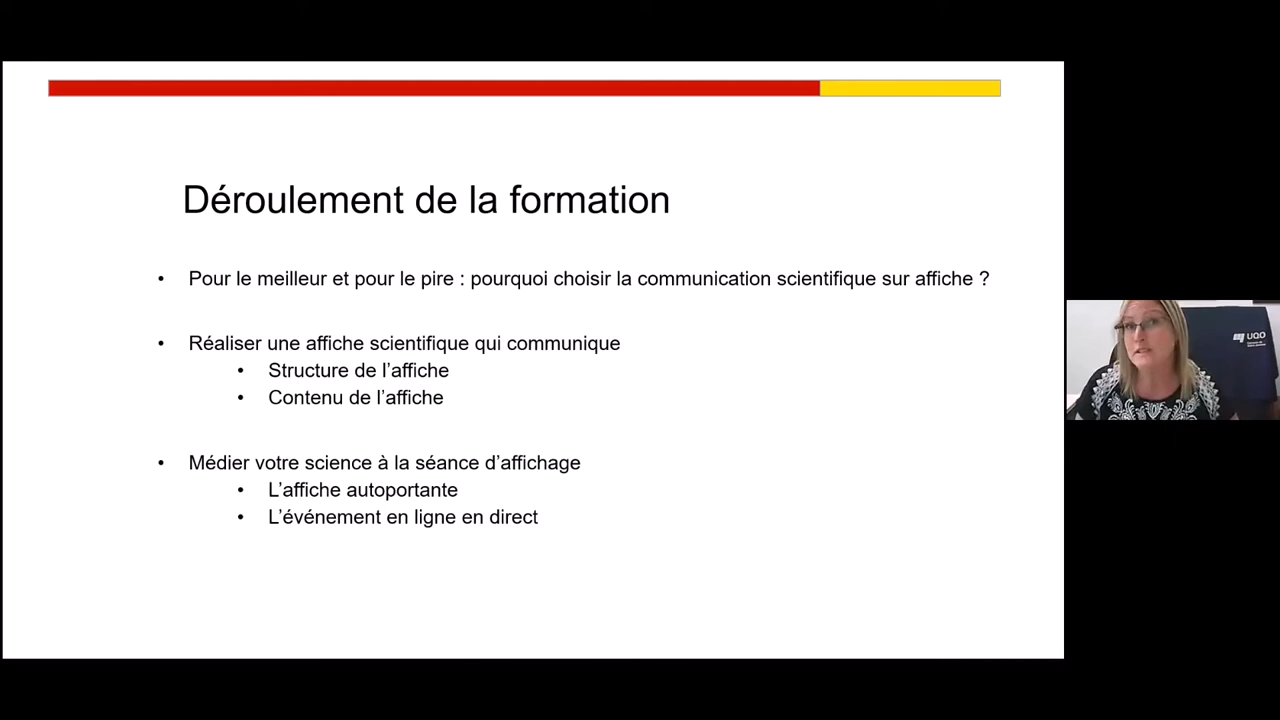 Déroulement de la formation
• Pour le meilleur et pour le pire : pourquoi choisir la communication scientifique sur affiche ?
• Réaliser une affiche scientifique qui communique
• Structure de l’affiche
• Contenu de l’affiche
• Médier votre science à la séance d’affichage
• L’affiche autoportante
• L’événement en ligne en direct
UQO